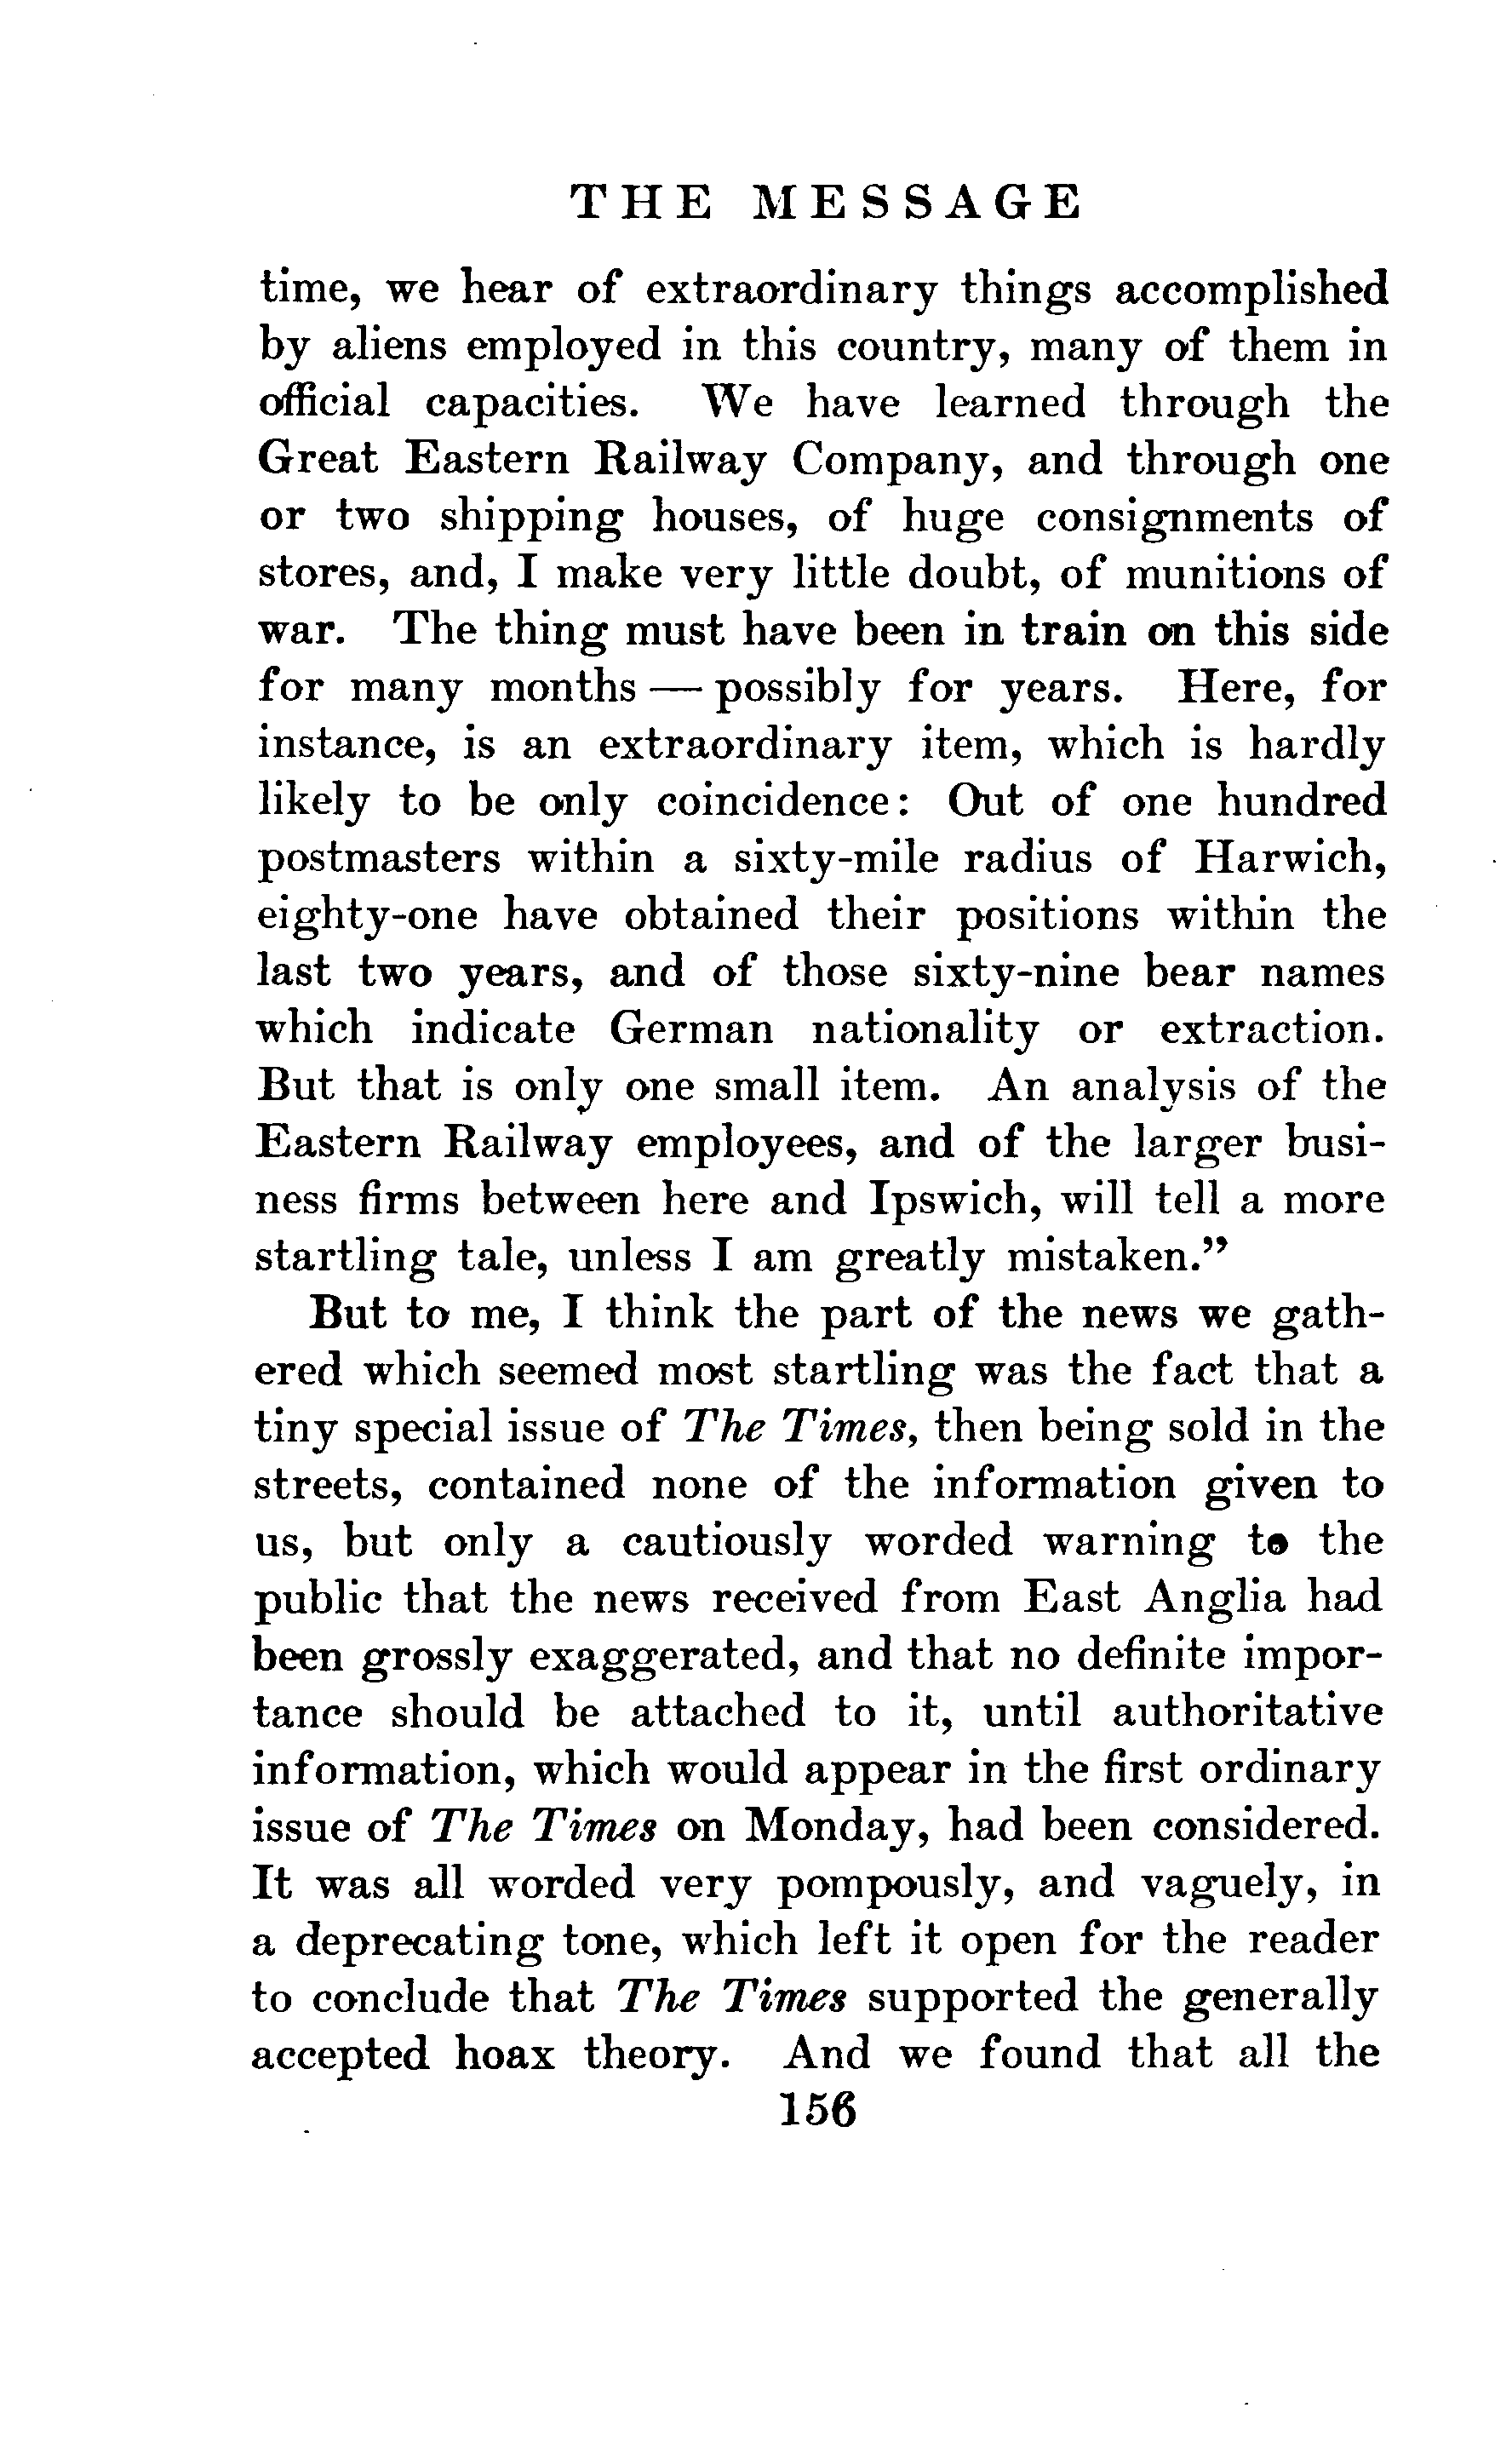 THE MESSAGE
time, we hear of extraordinary things accomplished
by aliens employed in this country, many of them in
official capacities. We have learned through the
Great Eastern Railway Company, and through one
or two shipping houses, of huge consignments of
stores, and, I make very little doubt, of munitions of
war. The thing must have been in train on this side
for many months — possibly for years. Here, for
instance, is an extraordinary item, which is hardly
likely to be only coincidence: Out of one hundred
postmasters within a sixty-mile radius of Harwich,
eighty-one have obtained their positions within the
last two years, and of those sixty-nine bear names
which indicate German nationality or extraction.
But that is only one small item. An analysis of the
Eastern Railway employees, and of the larger busi-
ness firms between here and Ipswich, will tell a more
startling tale, unless I am greatly mistaken."
But to me, I think the part of the news we gath-
ered which seemed most startling was the fact that a
tiny special issue of The Times, then being sold in the
streets, contained none of the information given to
us, but only a cautiously worded warning to the
public that the news received from East Anglia had
been grossly exaggerated, and that no definite impor-
tance should be attached to it, until authoritative
information, which would appear in the first ordinary
issue of The Times on Monday, had been considered.
It was all worded very pompously, and vaguely, in
a deprecating tone, which left it open for the reader
to conclude that The Times supported the generally
accepted hoax theory. And we found that all the
156